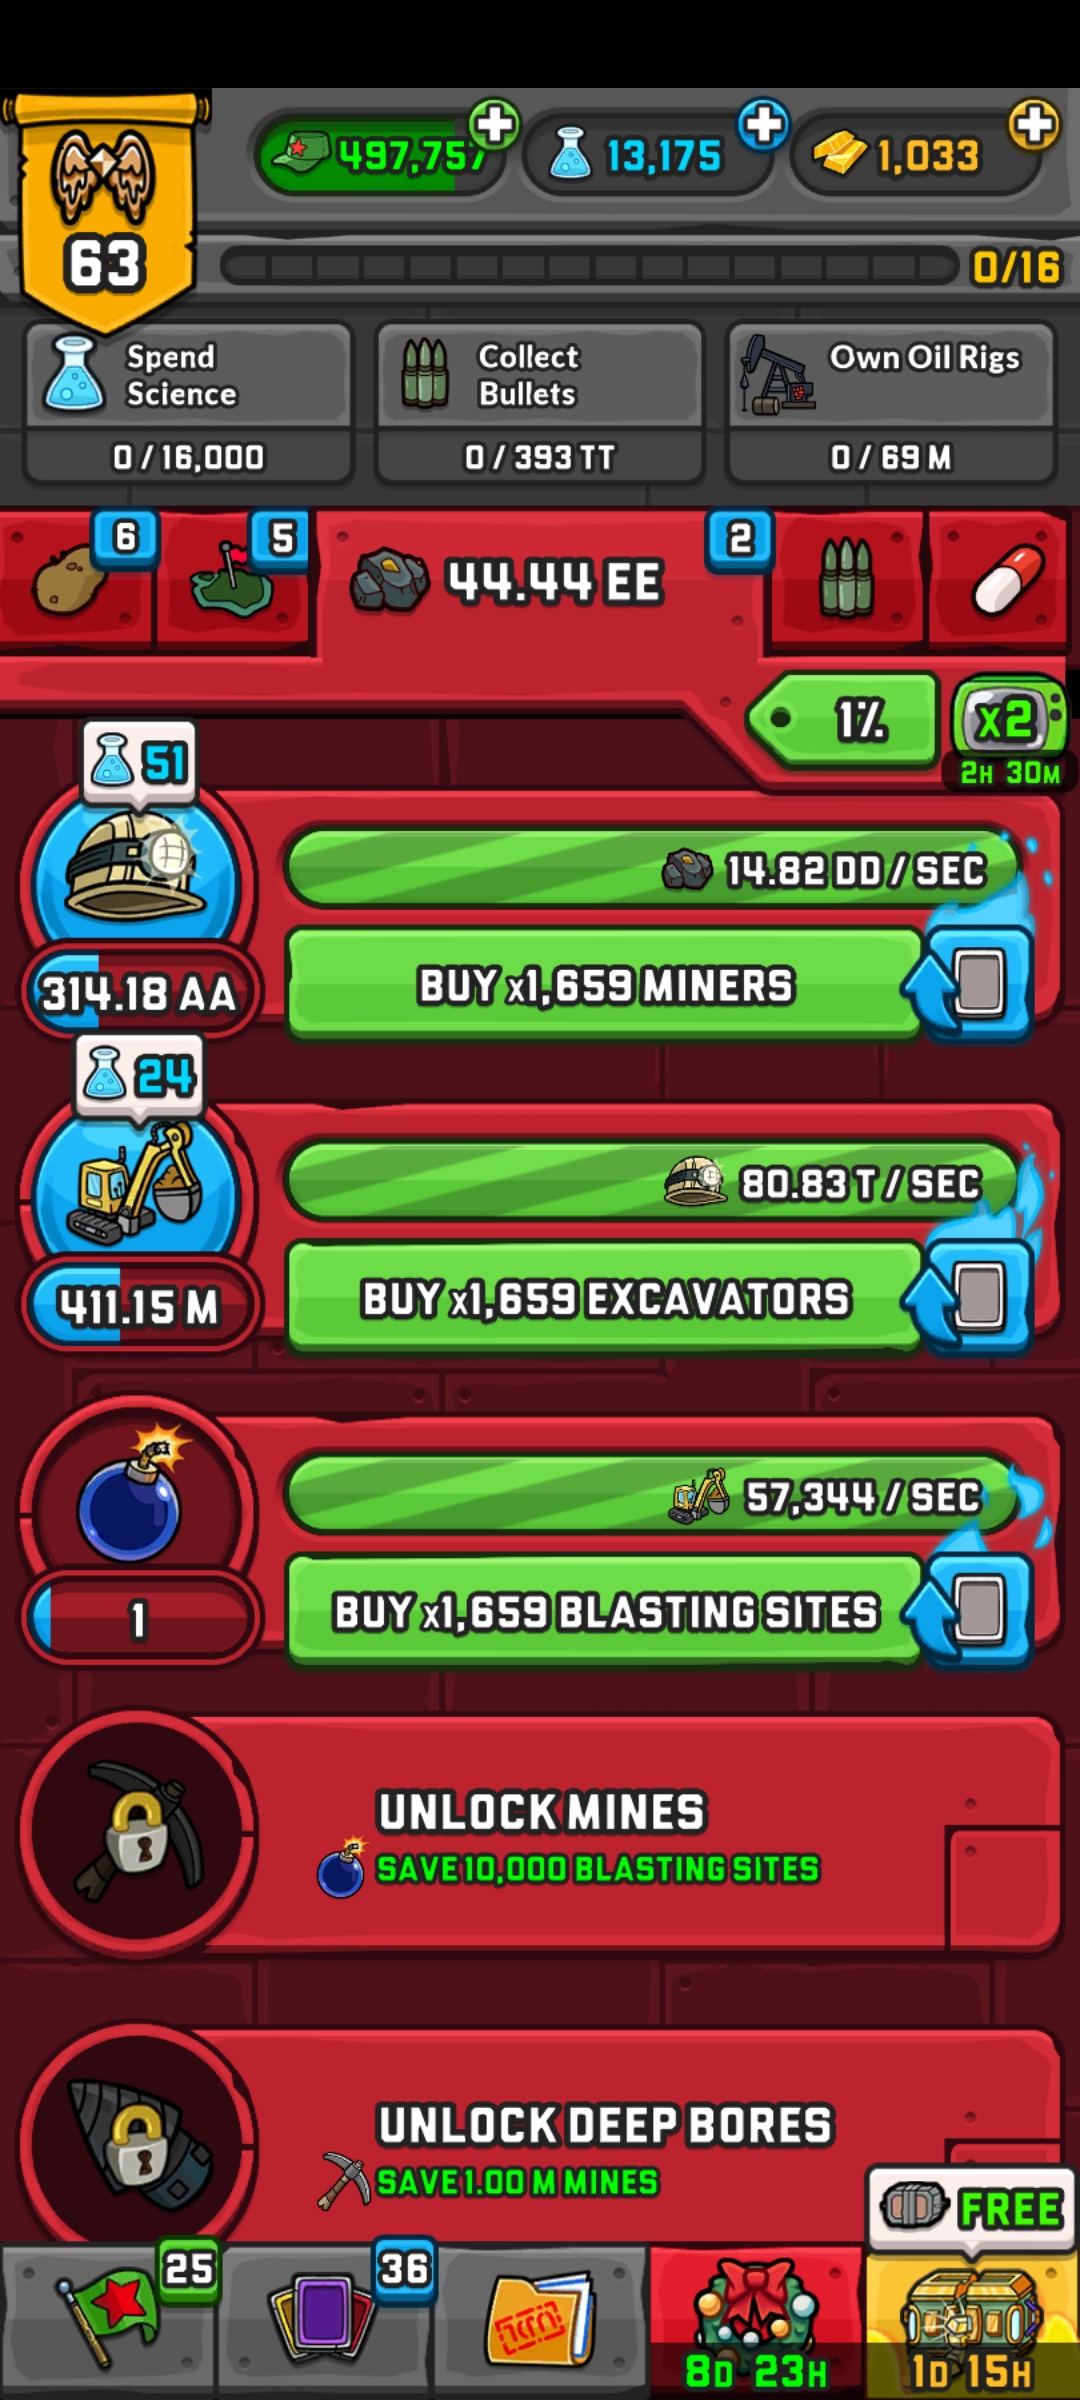 497,757
13,175
1,033
63
0/16
Spend
Science
0 / 16,000
Collect
Bullets
0 / 393 TT
Own Oil Rigs
0 / 69 M
6
5
44.44 EE
2
1%
x2
2H 30M
51
14.82 DD / SEC
314.18 AA
BUY x1,659 MINERS
24
80.83 T / SEC
411.15 M
BUY x1,659 EXCAVATORS
57,344 / SEC
1
BUY x1,659 BLASTING SITES
UNLOCK MINES
SAVE 10,000 BLASTING SITES
UNLOCK DEEP BORES
SAVE 1.00 M MINES
FREE
25
36
8D 23H
1D 15H